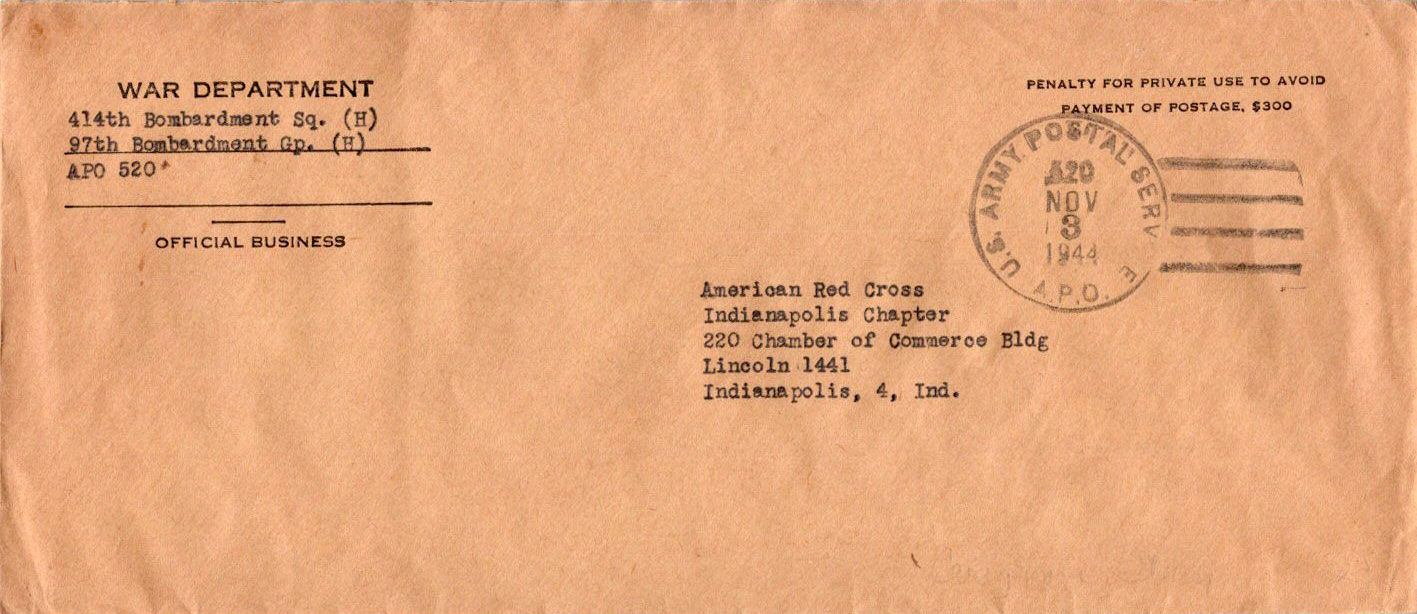 WAR DEPARTMENT
414th Bombardment Sq. (H)
97th Bombardment Gp. (H)
APO 520
OFFICIAL BUSINESS
PENALTY FOR PRIVATE USE TO AVOID
PAYMENT OF POSTAGE, $300
U.S. ARMY POSTAL SERV E
520
NOV
3
1944
A.P.O.
American Red Cross
Indianapolis Chapter
220 Chamber of Commerce Bldg
Lincoln 1441
Indianapolis, 4, Ind.